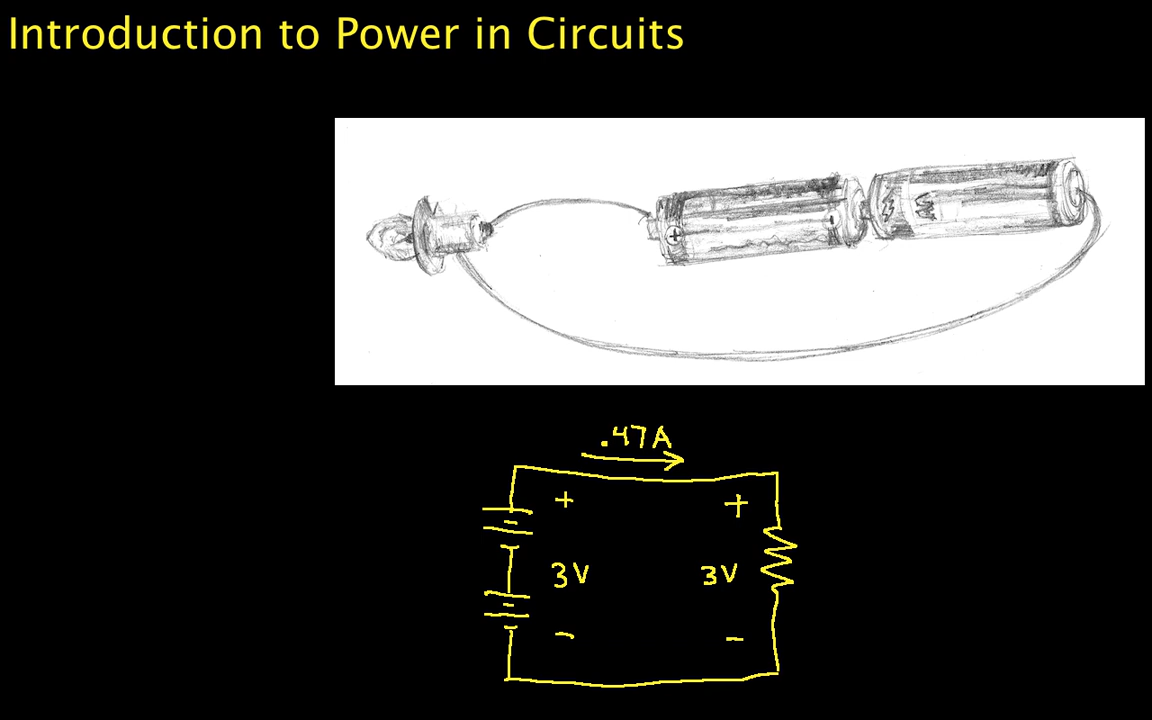 Introduction to Power in Circuits
.47A
+ +
3V 3V
- -